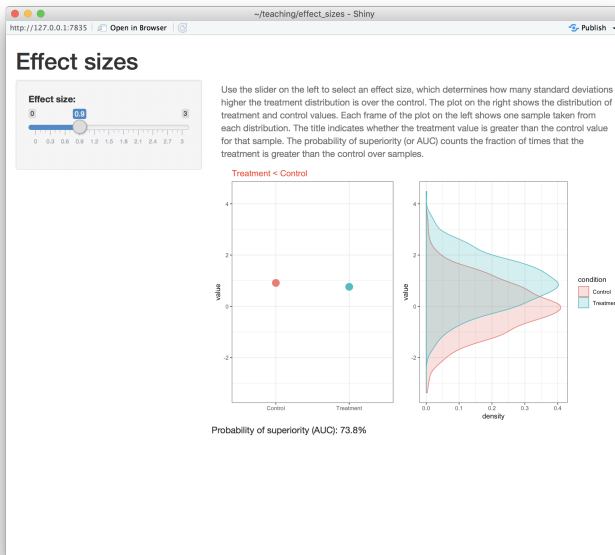 ~/teaching/effect_sizes - Shiny
http://127.0.0.1:7835
Open in Browser
Publish
Effect sizes
Effect size:
0 0.9 3
0 0.3 0.6 0.9 1.2 1.5 1.8 2.1 2.4 2.7 3
Use the slider on the left to select an effect size, which determines how many standard deviations
higher the treatment distribution is over the control. The plot on the right shows the distribution of
treatment and control values. Each frame of the plot on the left shows one sample taken from
each distribution. The title indicates whether the treatment value is greater than the control value
for that sample. The probability of superiority (or AUC) counts the fraction of times that the
treatment is greater than the control over samples.
Treatment < Control
value
4
2
0
-2
Control Treatment
value
4
2
0
-2
0.0 0.1 0.2 0.3 0.4
density
condition
Control
Treatmen
Probability of superiority (AUC): 73.8%